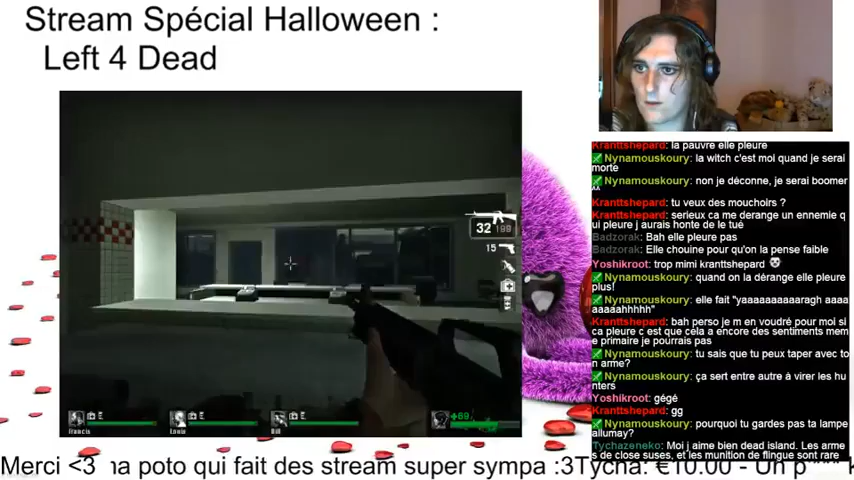 Stream Spécial Halloween :
Left 4 Dead
32 199
15
Francis
Louis
Bill
+69
Kranttshepard: la pauvre elle pleure
Nynamouskoury: la witch c'est moi quand je serai
morte
Nynamouskoury: non je déconne, je serai boomer
^^
Kranttshepard: tu veux des mouchoirs ?
Kranttshepard: serieux ca me derange un ennemie q
ui pleure j aurais honte de le tué
Badzorak: Bah elle pleure pas
Badzorak: Elle chouine pour qu'on la pense faible
Yoshikroot: trop mimi kranttshepard
Nynamouskoury: quand on la dérange elle pleure
plus!
Nynamouskoury: elle fait "yaaaaaaaaaragh aaaa
aaaaahhhhh"
Kranttshepard: bah perso je m en voudré pour moi si
ca pleure c est que cela a encore des sentiments mem
e primaire je pourrais pas
Nynamouskoury: tu sais que tu peux taper avec to
n arme?
Nynamouskoury: ça sert entre autre à virer les hu
nters
Yoshikroot: gégé
Kranttshepard: gg
Nynamouskoury: pourquoi tu gardes pas ta lampe
allumay?
Tychazeneko: Moi j aime bien dead island. Les arme
s de close suses, et les munition de flingue sont rare
Merci <3 na poto qui fait des stream super sympa :3Tycha: €10.00 - Un p